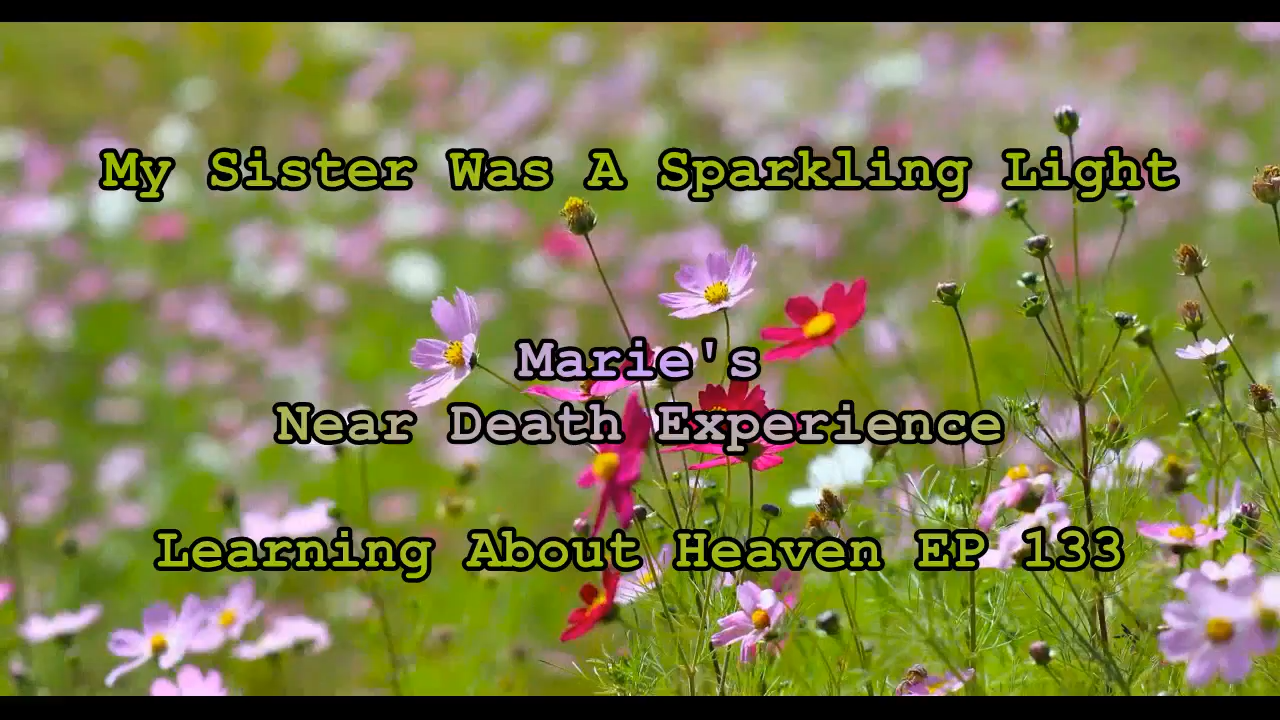 My Sister Was A Sparkling Light
Marie's
Near Death Experience
Learning About Heaven EP 133